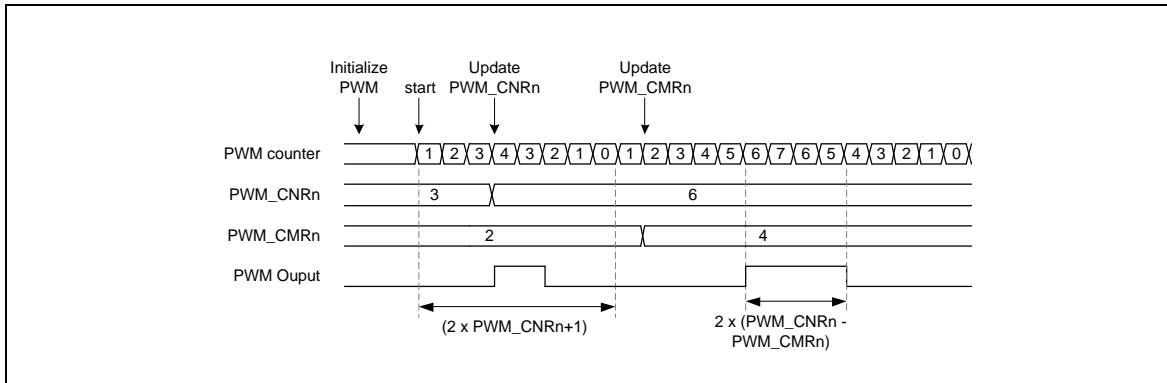 Initialize
PWM
start
Update
PWM_CNRn
Update
PWM_CMRn
PWM counter 1 2 3 4 3 2 1 0 1 2 3 4 5 6 7 6 5 4 3 2 1 0
PWM_CNRn 3 6
PWM_CMRn 2 4
PWM Ouput
(2 x PWM_CNRn+1)
2 x (PWM_CNRn -
PWM_CMRn)